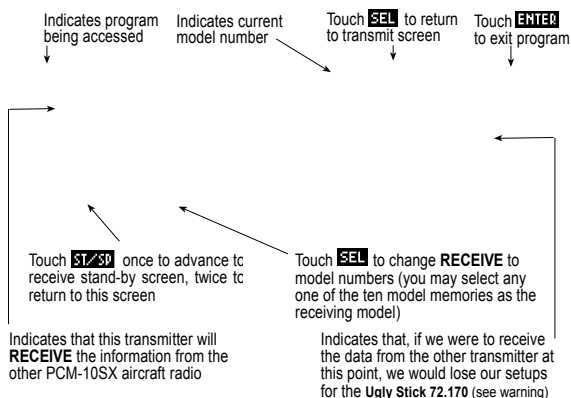 Indicates program
being accessed
Indicates current
model number
Touch SEL to return
to transmit screen
Touch ENTER
to exit program
Touch ST/SP once to advance to
receive stand-by screen, twice to
return to this screen
Touch SEL to change RECEIVE to
model numbers (you may select any
one of the ten model memories as the
receiving model)
Indicates that this transmitter will
RECEIVE the information from the
other PCM-10SX aircraft radio
Indicates that, if we were to receive
the data from the other transmitter at
this point, we would lose our setups
for the Ugly Stick 72.170 (see warning)